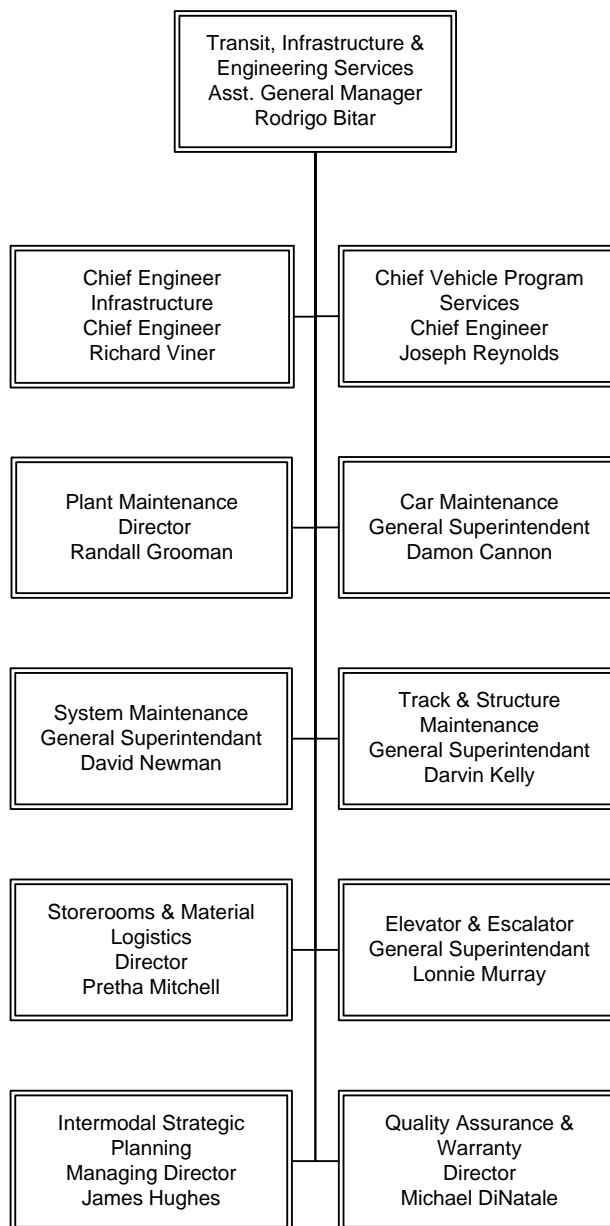 Transit, Infrastructure &
Engineering Services
Asst. General Manager
Rodrigo Bitar
Chief Engineer
Infrastructure
Chief Engineer
Richard Viner
Chief Vehicle Program
Services
Chief Engineer
Joseph Reynolds
Plant Maintenance
Director
Randall Grooman
Car Maintenance
General Superintendent
Damon Cannon
System Maintenance
General Superintendant
David Newman
Track & Structure
Maintenance
General Superintendant
Darvin Kelly
Storerooms & Material
Logistics
Director
Pretha Mitchell
Elevator & Escalator
General Superintendant
Lonnie Murray
Intermodal Strategic
Planning
Managing Director
James Hughes
Quality Assurance &
Warranty
Director
Michael DiNatale